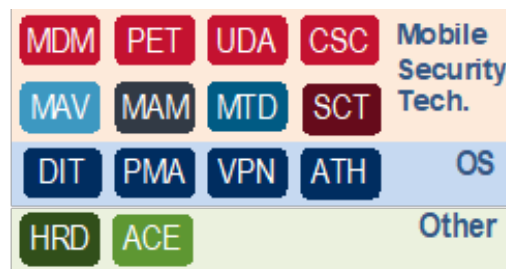 MDM PET UDA CSC Mobile
Security
MAV MAM MTD SCT Tech.
DIT PMA VPN ATH OS
HRD ACE Other